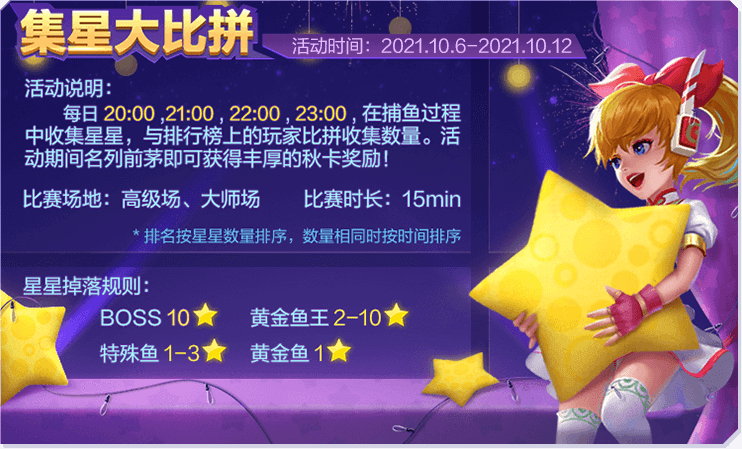 集星大比拼
活动时间：2021.10.6-2021.10.12
活动说明：
每日 20:00 ,21:00 , 22:00 , 23:00 , 在捕鱼过程
中收集星星，与排行榜上的玩家比拼收集数量。活
动期间名列前茅即可获得丰厚的秋卡奖励！
比赛场地：高级场、大师场 比赛时长：15min
* 排名按星星数量排序，数量相同时按时间排序
星星掉落规则：
BOSS 10 黄金鱼王 2-10
特殊鱼 1-3 黄金鱼 1